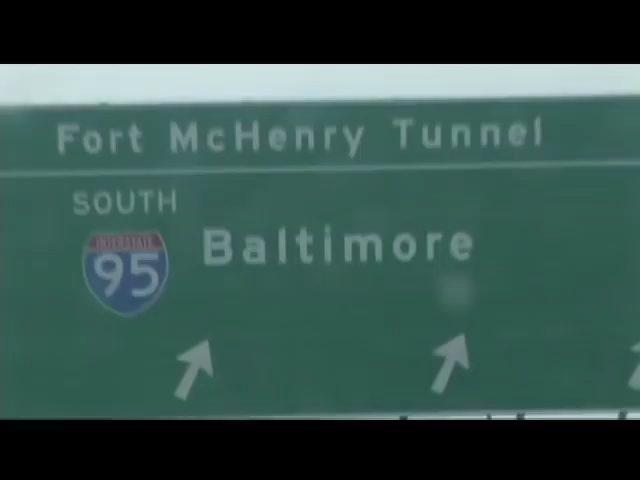 Fort McHenry Tunnel
SOUTH
INTERSTATE
95
Baltimore